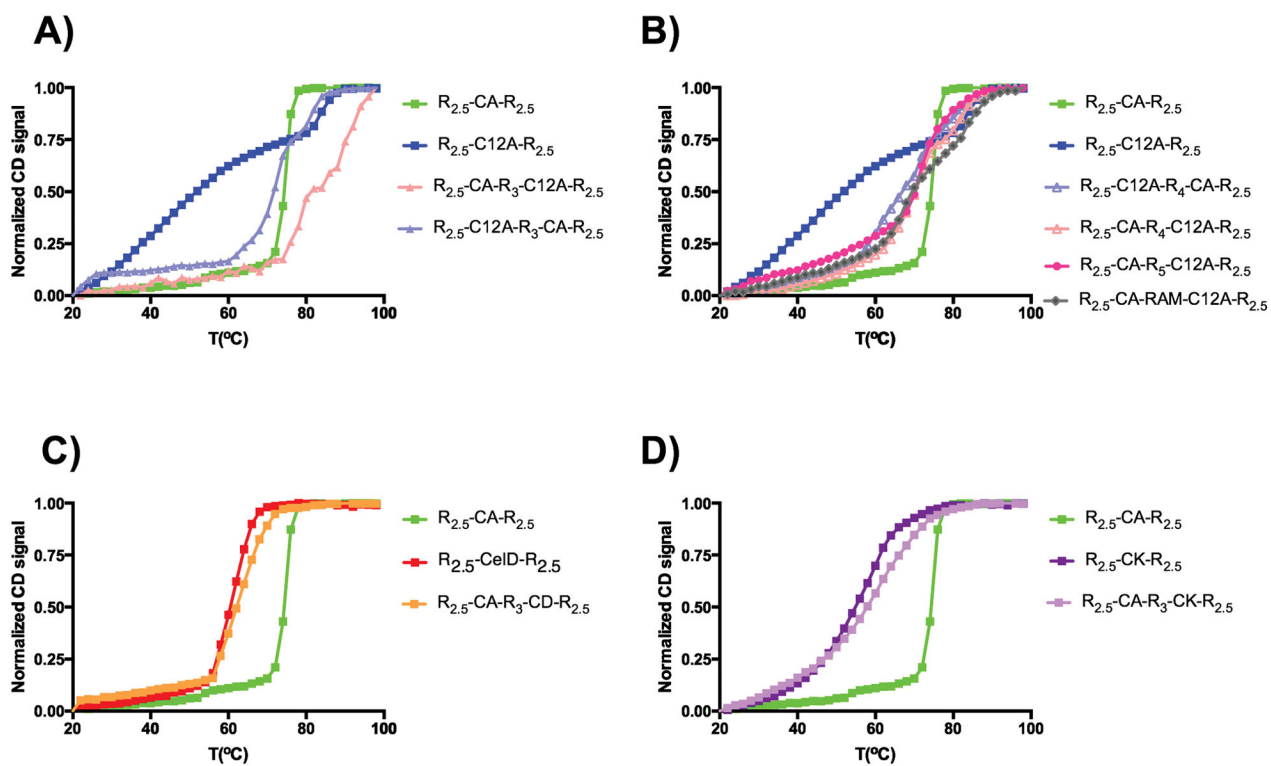 A)
Normalized CD signal
1.00
0.75
0.50
0.25
0.00
20
40
60
80
100
T(ºC)
R2.5-CA-R2.5
R2.5-C12A-R2.5
R2.5-CA-R3-C12A-R2.5
R2.5-C12A-R3-CA-R2.5
B)
Normalized CD signal
1.00
0.75
0.50
0.25
0.00
20
40
60
80
100
T(ºC)
R2.5-CA-R2.5
R2.5-C12A-R2.5
R2.5-C12A-R4-CA-R2.5
R2.5-CA-R4-C12A-R2.5
R2.5-CA-R5-C12A-R2.5
R2.5-CA-RAM-C12A-R2.5
C)
Normalized CD signal
1.00
0.75
0.50
0.25
0.00
20
40
60
80
100
T(ºC)
R2.5-CA-R2.5
R2.5-CelD-R2.5
R2.5-CA-R3-CD-R2.5
D)
Normalized CD signal
1.00
0.75
0.50
0.25
0.00
20
40
60
80
100
T(ºC)
R2.5-CA-R2.5
R2.5-CK-R2.5
R2.5-CA-R3-CK-R2.5